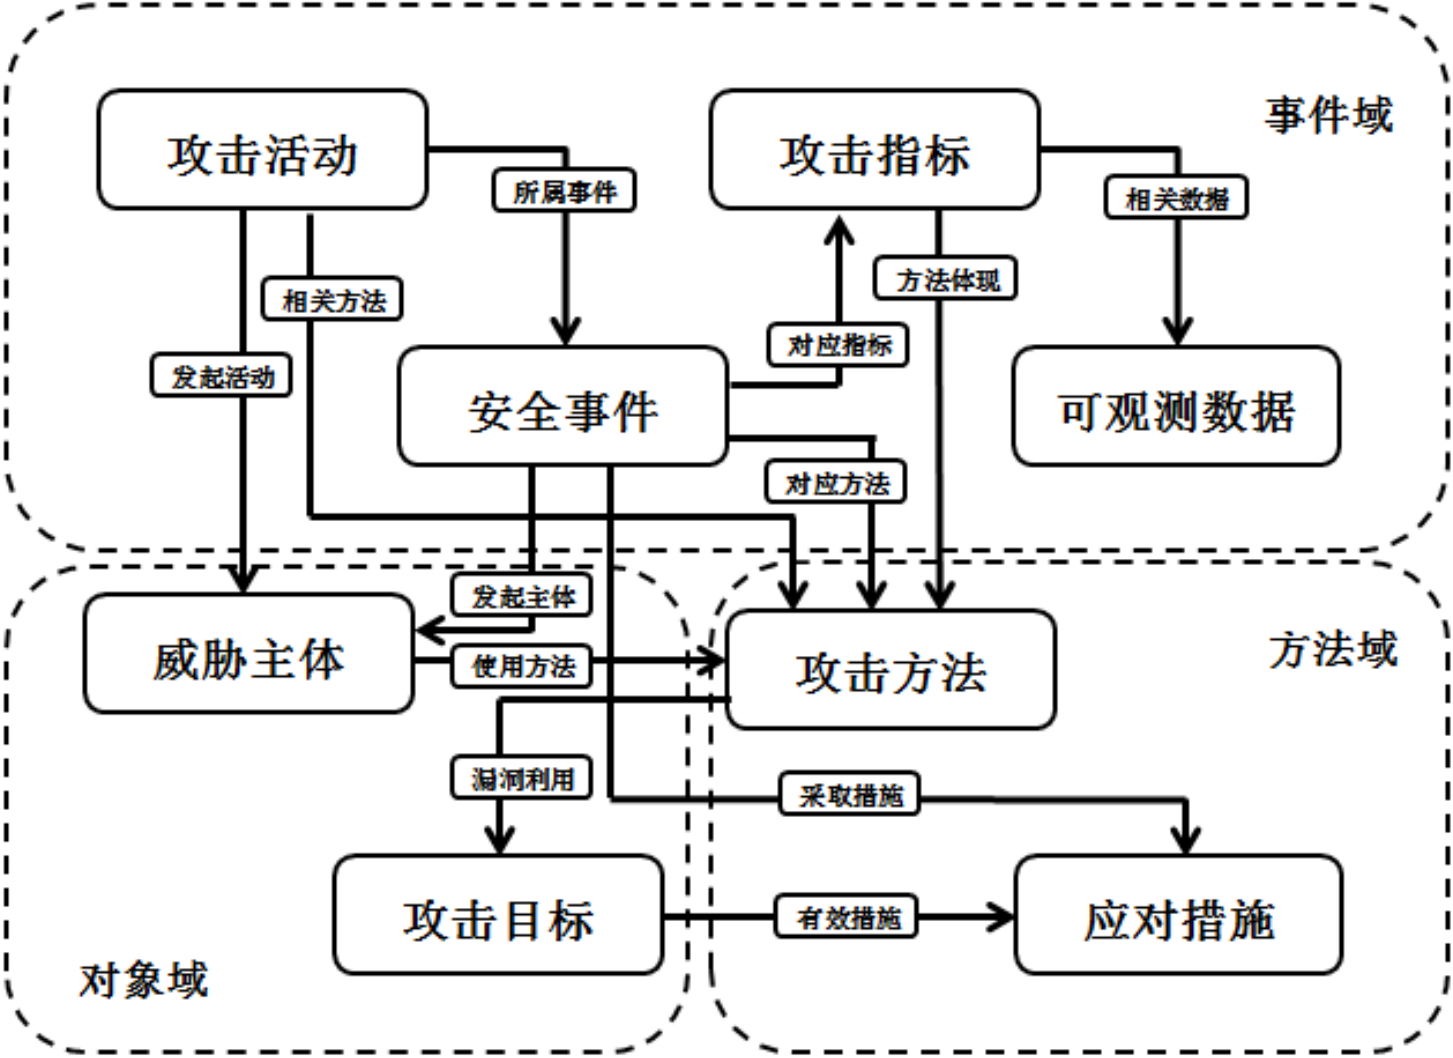 事件域
攻击活动
攻击指标
所属事件
相关数据
相关方法
方法体现
对应指标
发起活动
安全事件
可观测数据
对应方法
发起主体
威胁主体
使用方法
攻击方法
方法域
漏洞利用
采取措施
攻击目标
有效措施
应对措施
对象域